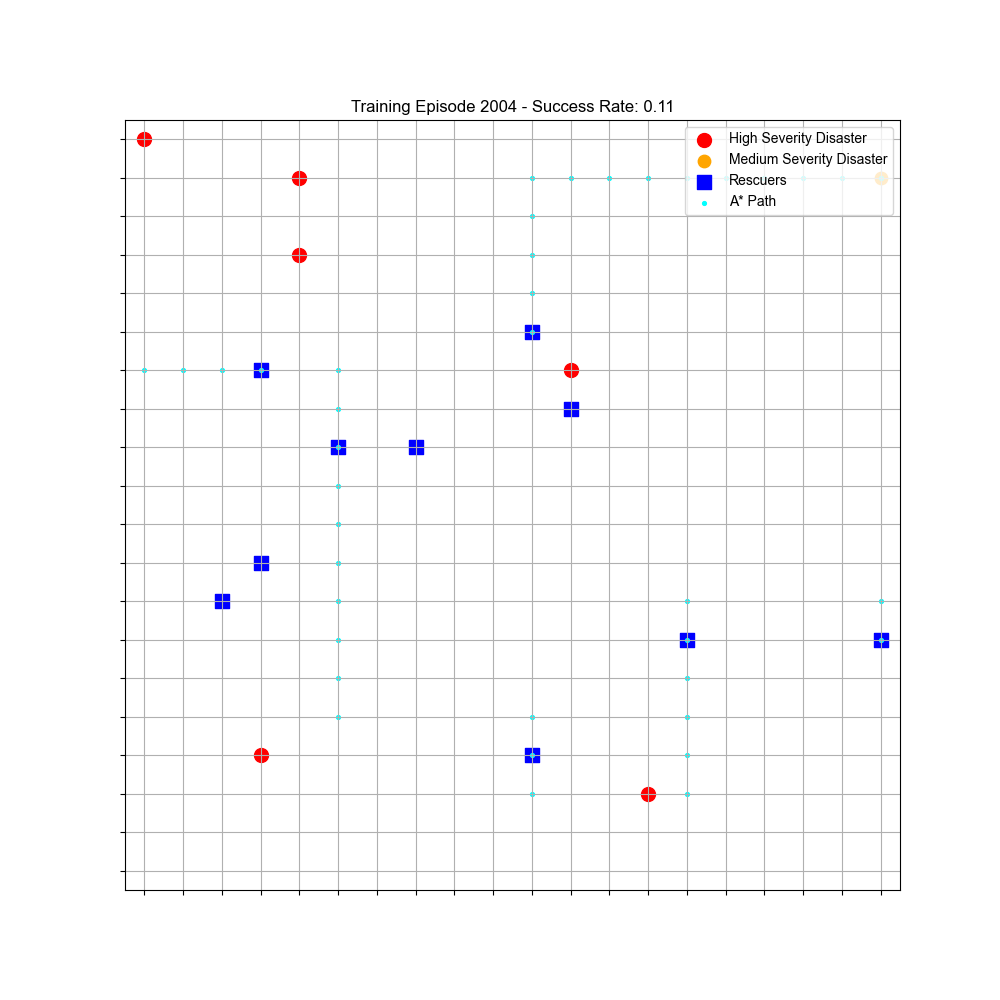 Training Episode 2004 - Success Rate: 0.11
High Severity Disaster
Medium Severity Disaster
Rescuers
A* Path